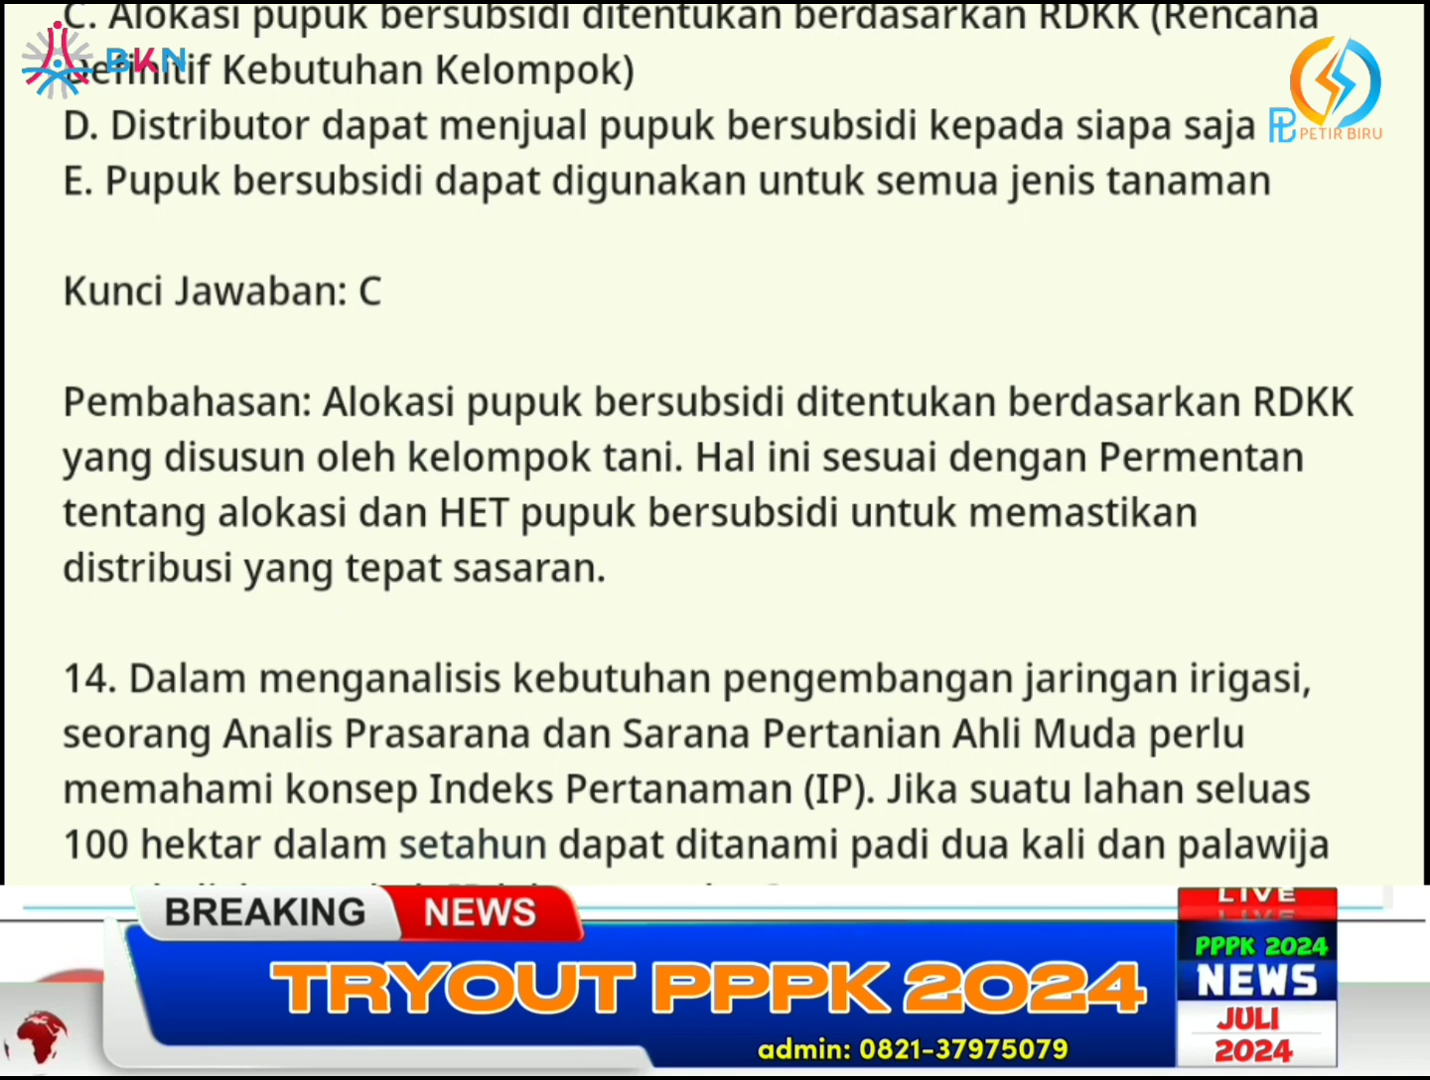 C. Alokasi pupuk bersubsidi ditentukan berdasarkan RDKK (Rencana
Definitif Kebutuhan Kelompok)
BKN
D. Distributor dapat menjual pupuk bersubsidi kepada siapa saja
PETIR BIRU
E. Pupuk bersubsidi dapat digunakan untuk semua jenis tanaman
Kunci Jawaban: C
Pembahasan: Alokasi pupuk bersubsidi ditentukan berdasarkan RDKK
yang disusun oleh kelompok tani. Hal ini sesuai dengan Permentan
tentang alokasi dan HET pupuk bersubsidi untuk memastikan
distribusi yang tepat sasaran.
14. Dalam menganalisis kebutuhan pengembangan jaringan irigasi,
seorang Analis Prasarana dan Sarana Pertanian Ahli Muda perlu
memahami konsep Indeks Pertanaman (IP). Jika suatu lahan seluas
100 hektar dalam setahun dapat ditanami padi dua kali dan palawija
BREAKING NEWS
TRYOUT PPPK 2024
admin: 0821-37975079
LIVE
LIVE
PPPK 2024
NEWS
JULI
2024